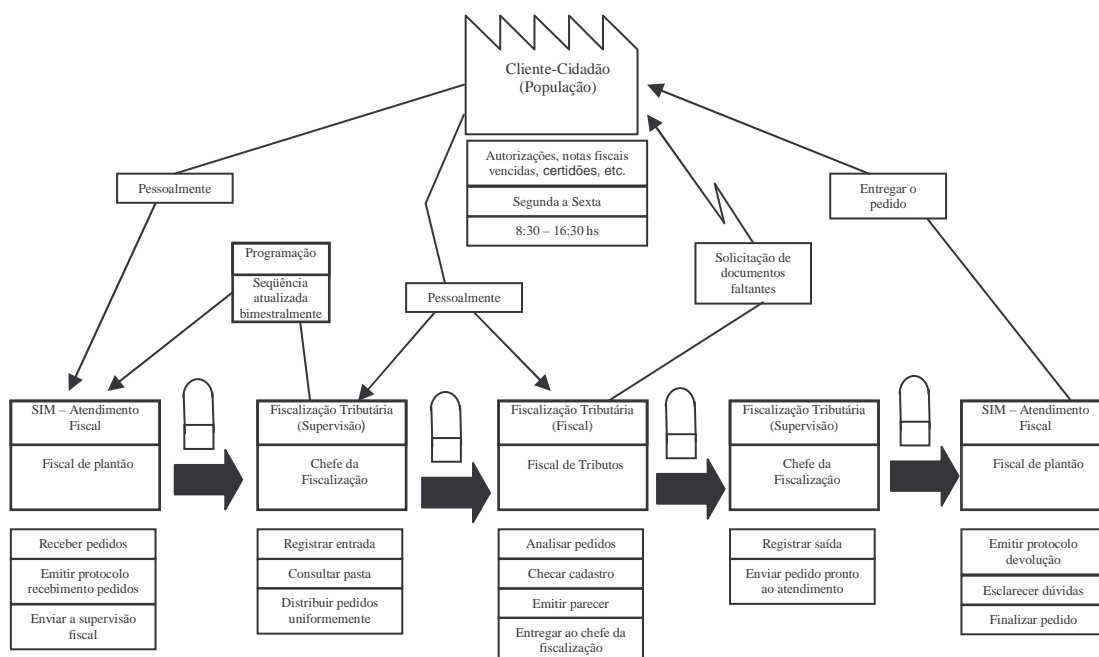 Cliente-Cidadão
(População)
Autorizações, notas fiscais
vencidas, certidões, etc.
Segunda a Sexta
8:30 – 16:30 hs
Pessoalmente
Entregar o
pedido
Programação
Seqüência
atualizada
bimestralmente
Pessoalmente
Solicitação de
documentos
faltantes
SIM – Atendimento
Fiscal
Fiscal de plantão
Fiscalização Tributária
(Supervisão)
Chefe da
Fiscalização
Fiscalização Tributária
(Fiscal)
Fiscal de Tributos
Fiscalização Tributária
(Supervisão)
Chefe da
Fiscalização
SIM – Atendimento
Fiscal
Fiscal de plantão
Receber pedidos
Emitir protocolo
recebimento pedidos
Enviar a supervisão
fiscal
Registrar entrada
Consultar pasta
Distribuir pedidos
uniformemente
Analisar pedidos
Checar cadastro
Emitir parecer
Entregar ao chefe da
fiscalização
Registrar saída
Enviar pedido pronto
ao atendimento
Emitir protocolo
devolução
Esclarecer dúvidas
Finalizar pedido